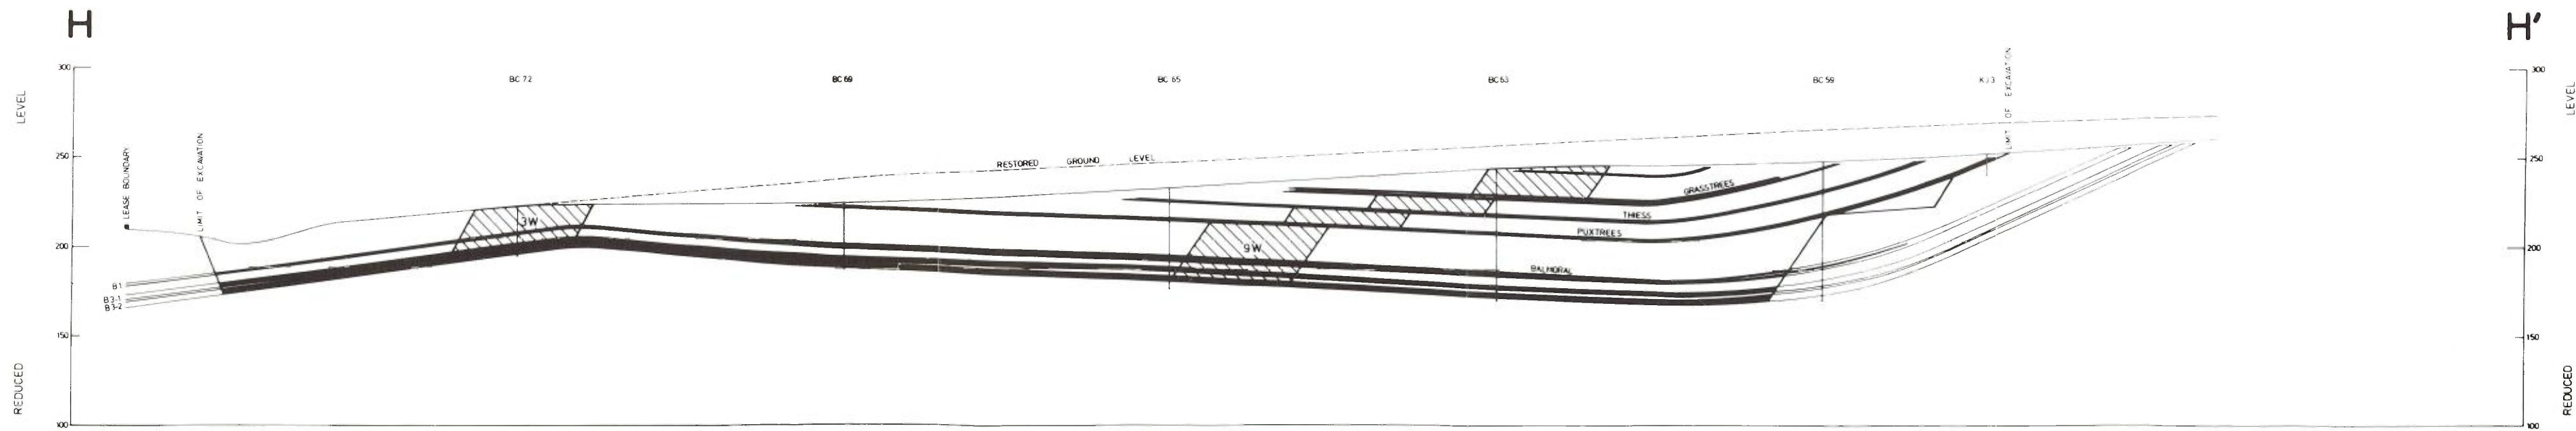 H
H'
300
300
BC 72
BC 69
BC 65
BC 63
BC 59
LEVEL
LEVEL
LEASE BOUNDARY
LIMIT OF EXCAVATION
LIMIT OF EXCAVATION
250
250
RESTORED GROUND LEVEL
GRASSTREES
3W
THIESS
PUXTREES
200
200
9W
BALMORAL
B1
B3-1
B3-2
150
150
REDUCED
REDUCED
100
100